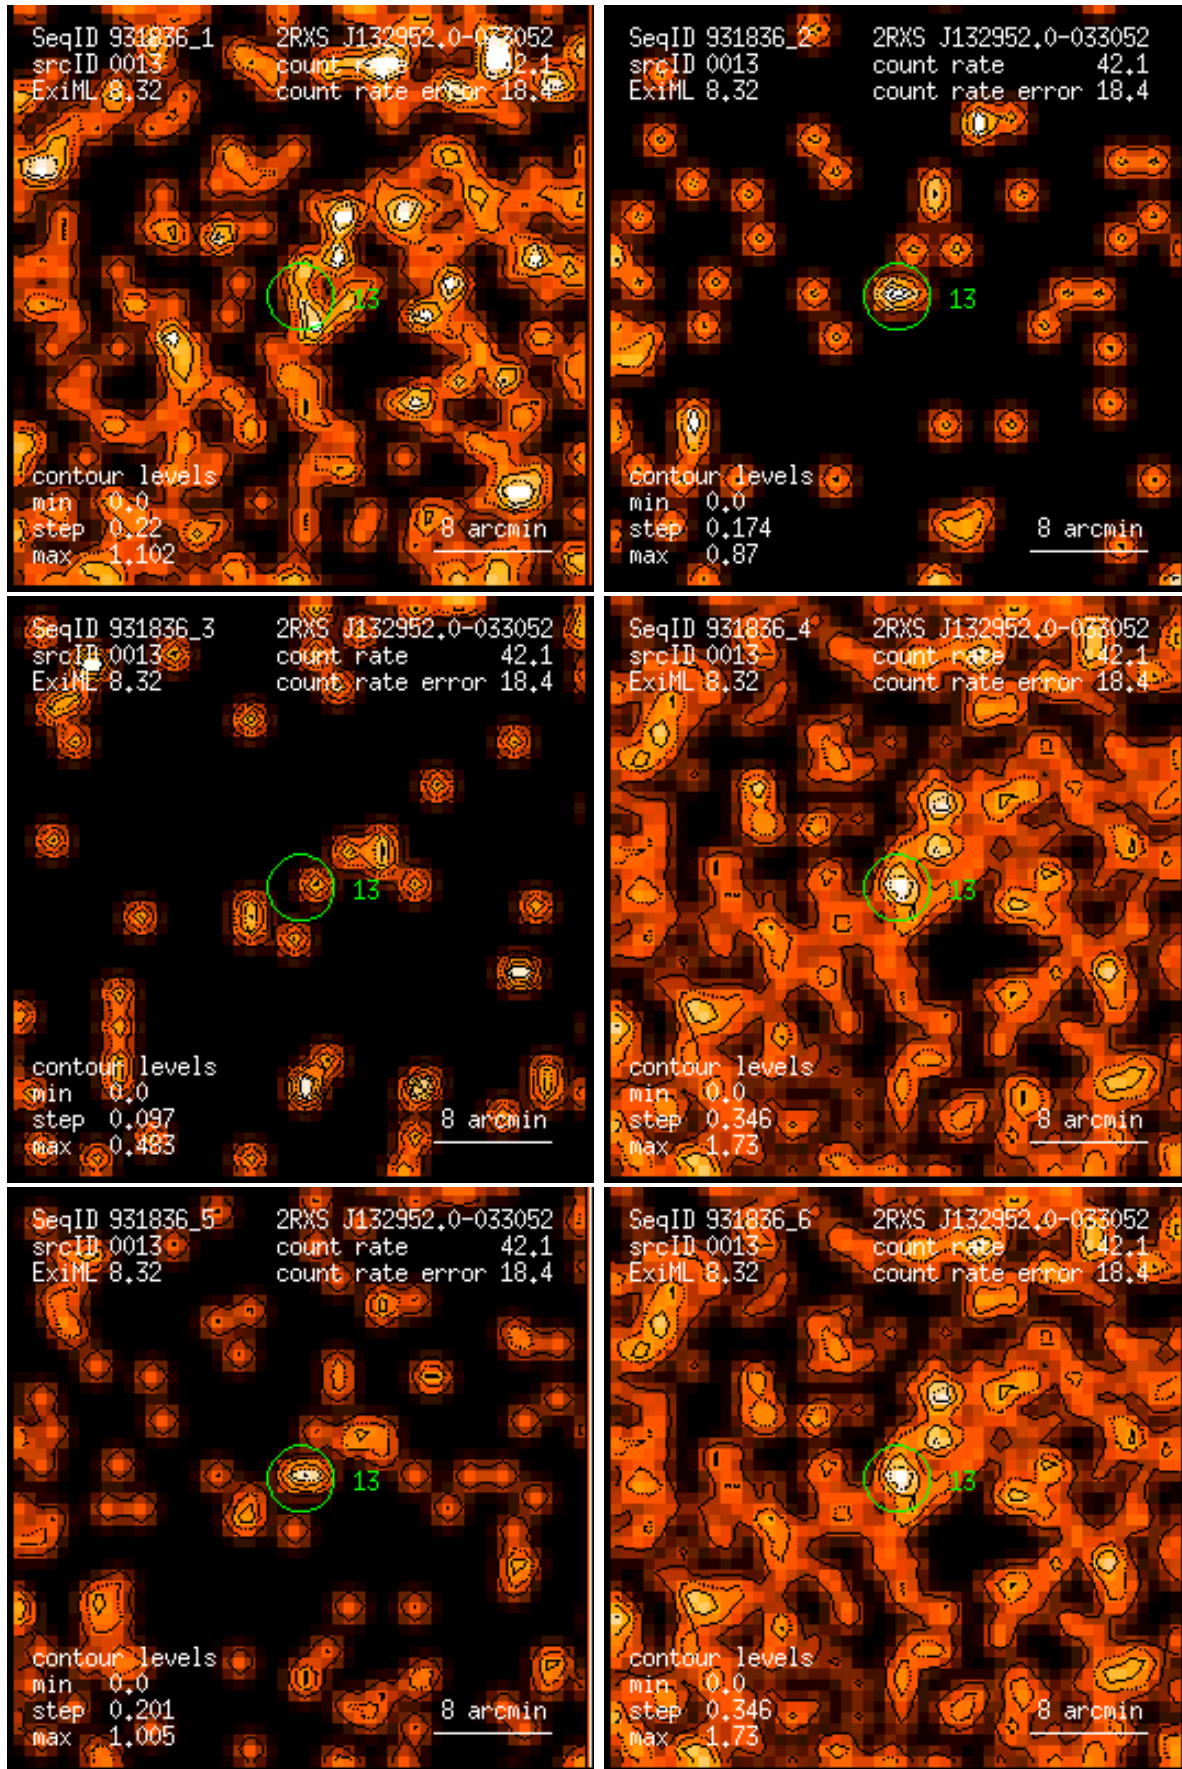 SeqID 931836_1 2RXS J132952.0-033052
srcID 0013 count rate 42.1
ExiML 8.32 count rate error 18.4
13
contour levels
min 0.0
step 0.22 8 arcmin
max 1.102
SeqID 931836_2 2RXS J132952.0-033052
srcID 0013 count rate 42.1
ExiML 8.32 count rate error 18.4
13
contour levels
min 0.0
step 0.174 8 arcmin
max 0.87
SeqID 931836_3 2RXS J132952.0-033052
srcID 0013 count rate 42.1
ExiML 8.32 count rate error 18.4
13
contour levels
min 0.0
step 0.097 8 arcmin
max 0.483
SeqID 931836_4 2RXS J132952.0-033052
srcID 0013 count rate 42.1
ExiML 8.32 count rate error 18.4
13
contour levels
min 0.0
step 0.346 8 arcmin
max 1.73
SeqID 931836_5 2RXS J132952.0-033052
srcID 0013 count rate 42.1
ExiML 8.32 count rate error 18.4
13
contour levels
min 0.0
step 0.201 8 arcmin
max 1.005
SeqID 931836_6 2RXS J132952.0-033052
srcID 0013 count rate 42.1
ExiML 8.32 count rate error 18.4
13
contour levels
min 0.0
step 0.346 8 arcmin
max 1.73